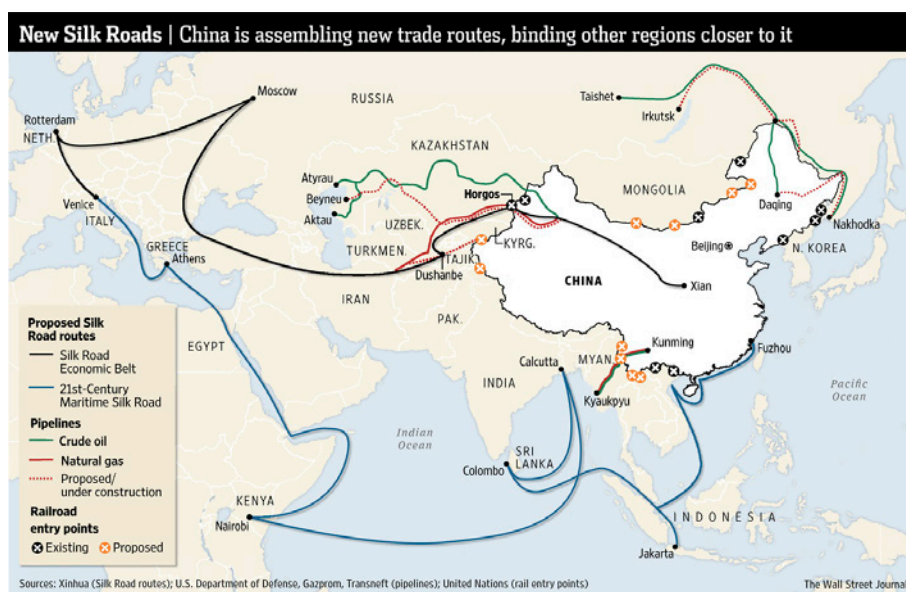 New Silk Roads | China is assembling new trade routes, binding other regions closer to it
Moscow
RUSSIA
Taishet
Irkutsk
Rotterdam
NETH.
KAZAKHSTAN
Atyrau
Beyneu
Aktau
Horgos
MONGOLIA
Daqing
Nakhodka
Venice
ITALY
UZBEK.
KYRG.
GREECE
Athens
TURKMEN.
TAJIK.
Dushanbe
Beijing
N. KOREA
CHINA
Xian
IRAN
PAK.
EGYPT
Calcutta
MYAN.
Kunming
Fuzhou
INDIA
Kyaukpyu
Pacific
Ocean
Indian
Ocean
Colombo
SRI
LANKA
KENYA
Nairobi
INDONESIA
Jakarta
Proposed Silk
Road routes
Silk Road
Economic Belt
21st-Century
Maritime Silk Road
Pipelines
Crude oil
Natural gas
Proposed/
under construction
Railroad
entry points
Existing
Proposed
Sources: Xinhua (Silk Road routes); U.S. Department of Defense, Gazprom, Transneft (pipelines); United Nations (rail entry points)
The Wall Street Journal